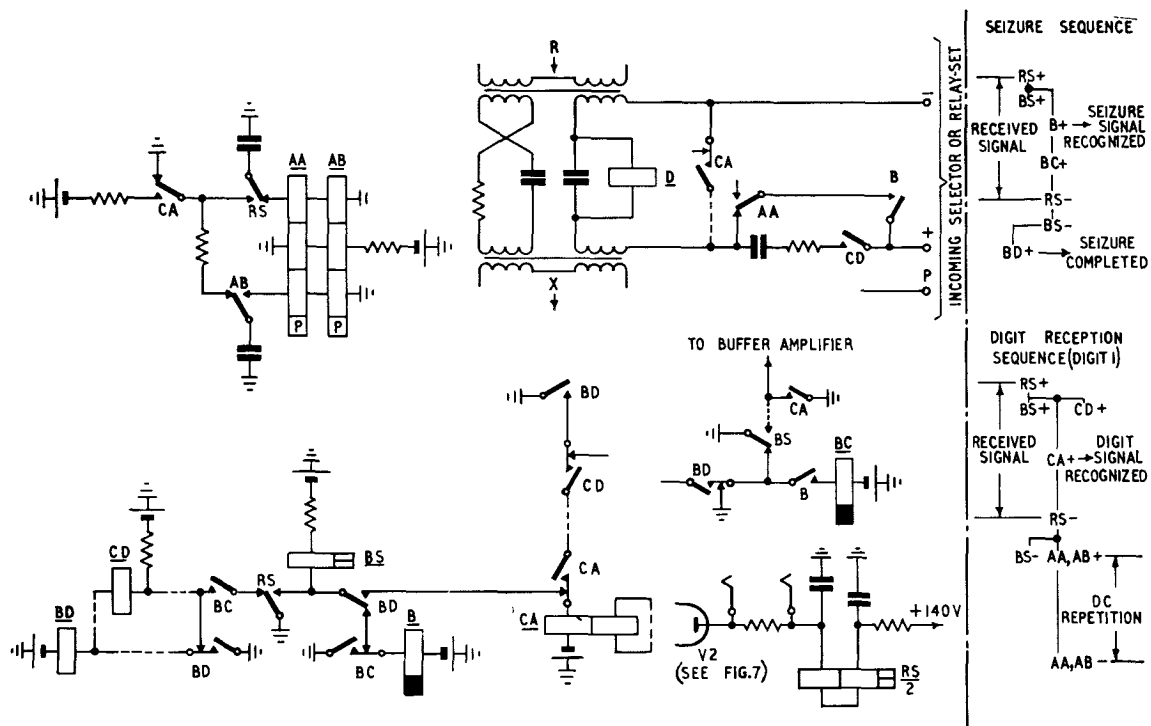 SEIZURE SEQUENCE
R
INCOMING SELECTOR OR RELAY-SET
RS+
BS+
RECEIVED
SIGNAL
B+ → SEIZURE
SIGNAL
RECOGNIZED
BC+
RS-
BS-
BD+ → SEIZURE
COMPLETED
AA
AB
CA
RS
D
CA
B
AA
-
+
CD
P
AB
P
P
X
TO BUFFER AMPLIFIER
DIGIT RECEPTION
SEQUENCE (DIGIT 1)
RS+
BS+
CD+
RECEIVED
SIGNAL
CA+ → DIGIT
SIGNAL
RECOGNIZED
RS-
BS-
AA, AB+
DC
REPETITION
AA, AB-
BD
CA
BS
BC
BD
B
CD
CD
BS
RS
BC
BD
CA
BD
BD
B
BC
CA
V2
(SEE FIG.7)
+140V
RS
2